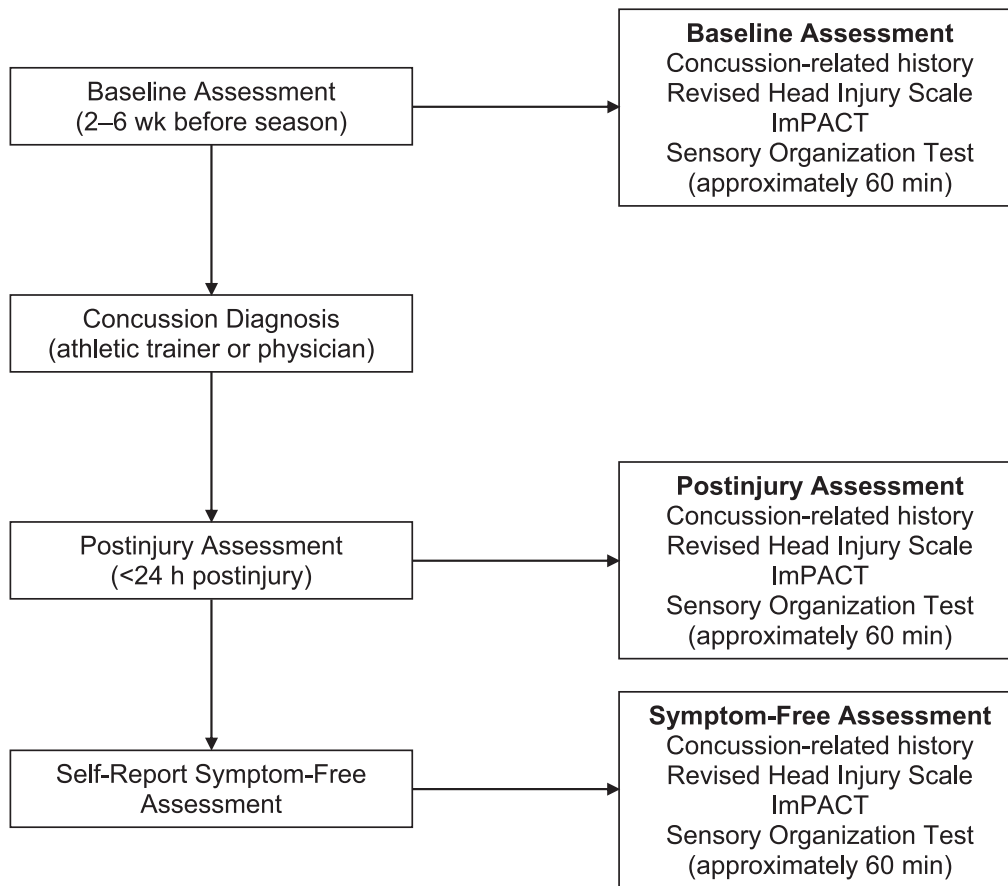 Baseline Assessment
(2–6 wk before season)
Baseline Assessment
Concussion-related history
Revised Head Injury Scale
ImPACT
Sensory Organization Test
(approximately 60 min)
Concussion Diagnosis
(athletic trainer or physician)
Postinjury Assessment
(<24 h postinjury)
Postinjury Assessment
Concussion-related history
Revised Head Injury Scale
ImPACT
Sensory Organization Test
(approximately 60 min)
Self-Report Symptom-Free
Assessment
Symptom-Free Assessment
Concussion-related history
Revised Head Injury Scale
ImPACT
Sensory Organization Test
(approximately 60 min)